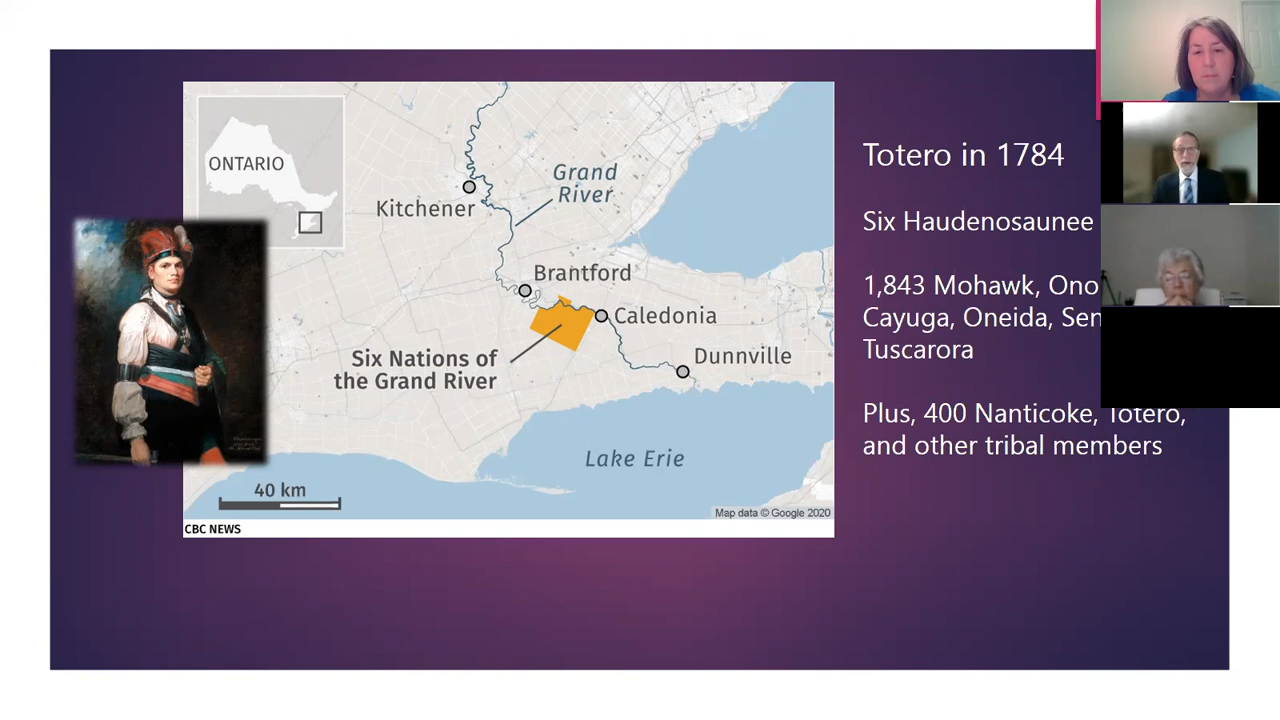 ONTARIO
Grand
River
Kitchener
Brantford
Caledonia
Six Nations of
the Grand River
Dunnville
Lake Erie
40 km
Map data © Google 2020
CBC NEWS
Totero in 1784
Six Haudenosaunee
1,843 Mohawk, Ono
Cayuga, Oneida, Sen
Tuscarora
Plus, 400 Nanticoke, Totero,
and other tribal members